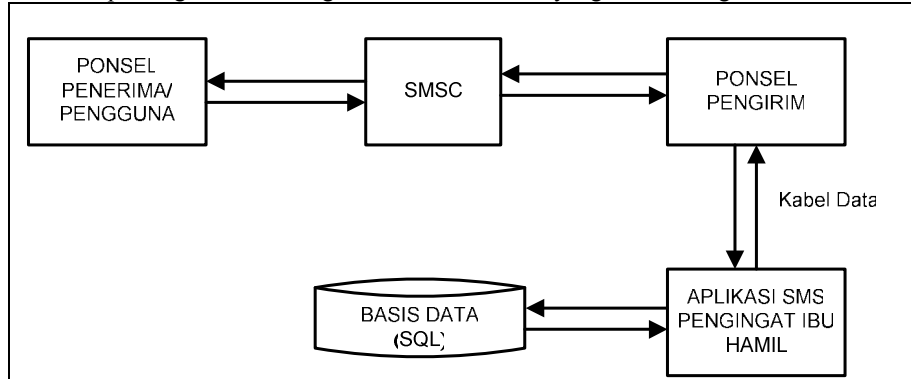 PONSEL
PENERIMA/
PENGGUNA
SMSC
PONSEL
PENGIRIM
Kabel Data
BASIS DATA
(SQL)
APLIKASI SMS
PENGINGAT IBU
HAMIL